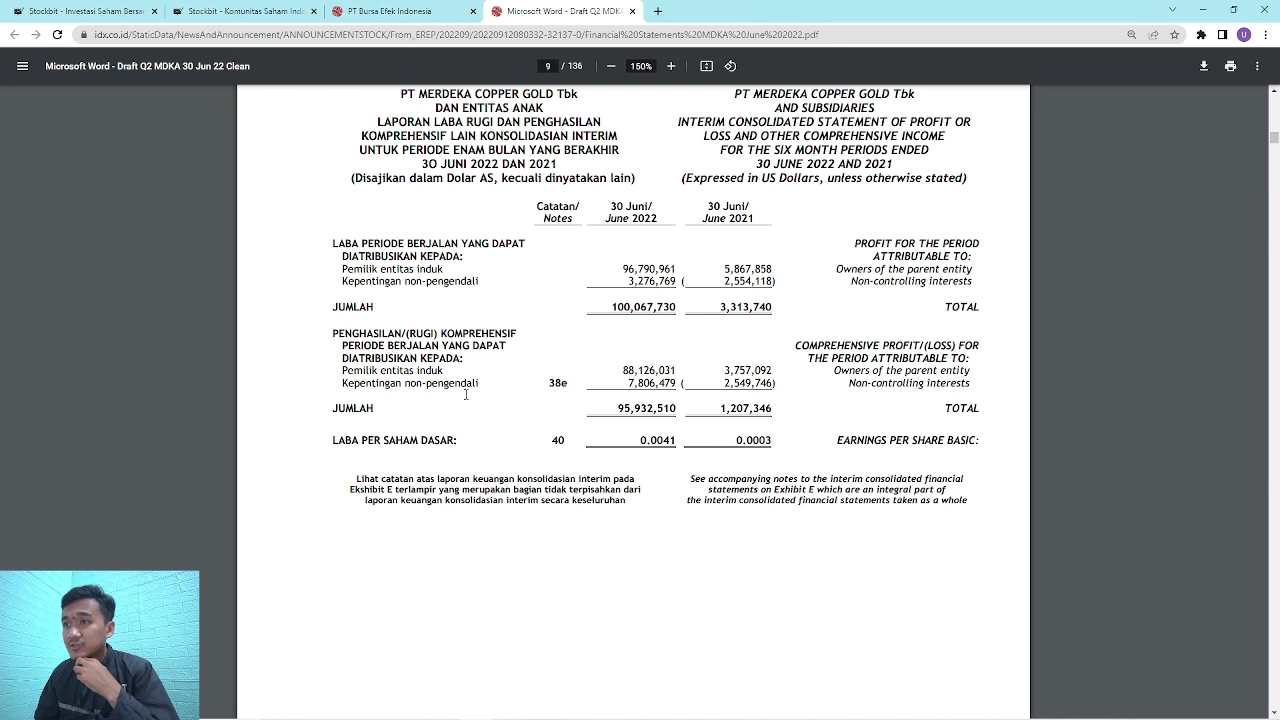 Stockbit - Investasi Saham Bersar
Stockbit - Komunitas Saham Indo
PT Bursa Efek Indonesia
Microsoft Word - Draft Q2 MDKA
idx.co.id/StaticData/NewsAndAnnouncement/ANNOUNCEMENTSTOCK/From_EREP/202209/20220912080332-32137-0/Financial%20Statements%20MDKA%20June%202022.pdf
U
Microsoft Word - Draft Q2 MDKA 30 Jun 22 Clean
9 / 136
150%
PT MERDEKA COPPER GOLD Tbk
DAN ENTITAS ANAK
LAPORAN LABA RUGI DAN PENGHASILAN
KOMPREHENSIF LAIN KONSOLIDASIAN INTERIM
UNTUK PERIODE ENAM BULAN YANG BERAKHIR
30 JUNI 2022 DAN 2021
(Disajikan dalam Dolar AS, kecuali dinyatakan lain)
PT MERDEKA COPPER GOLD Tbk
AND SUBSIDIARIES
INTERIM CONSOLIDATED STATEMENT OF PROFIT OR
LOSS AND OTHER COMPREHENSIVE INCOME
FOR THE SIX MONTH PERIODS ENDED
30 JUNE 2022 AND 2021
(Expressed in US Dollars, unless otherwise stated)
Catatan/ 30 Juni/ 30 Juni/
Notes June 2022 June 2021
LABA PERIODE BERJALAN YANG DAPAT PROFIT FOR THE PERIOD
DIATRIBUSIKAN KEPADA: ATTRIBUTABLE TO:
Pemilik entitas induk 96,790,961 5,867,858 Owners of the parent entity
Kepentingan non-pengendali 3,276,769 ( 2,554,118) Non-controlling interests
JUMLAH 100,067,730 3,313,740 TOTAL
PENGHASILAN/(RUGI) KOMPREHENSIF
PERIODE BERJALAN YANG DAPAT COMPREHENSIVE PROFIT/(LOSS) FOR
DIATRIBUSIKAN KEPADA: THE PERIOD ATTRIBUTABLE TO:
Pemilik entitas induk 88,126,031 3,757,092 Owners of the parent entity
Kepentingan non-pengendali 38e 7,806,479 ( 2,549,746) Non-controlling interests
JUMLAH 95,932,510 1,207,346 TOTAL
LABA PER SAHAM DASAR: 40 0.0041 0.0003 EARNINGS PER SHARE BASIC:
Lihat catatan atas laporan keuangan konsolidasian interim pada
Ekshibit E terlampir yang merupakan bagian tidak terpisahkan dari
laporan keuangan konsolidasian interim secara keseluruhan
See accompanying notes to the interim consolidated financial
statements on Exhibit E which are an integral part of
the interim consolidated financial statements taken as a whole